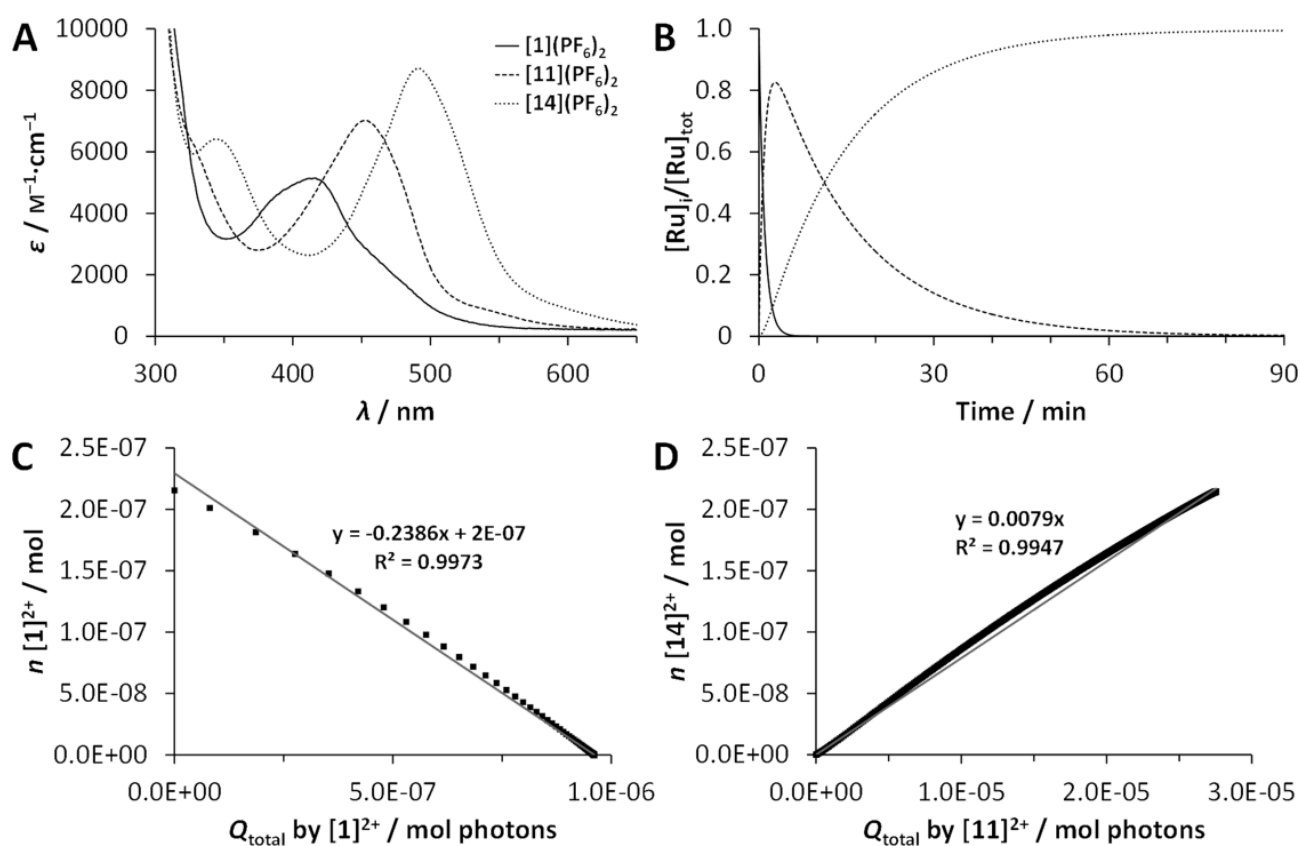 A
10000
8000
6000
4000
2000
0
ε / M⁻¹·cm⁻¹
[1](PF₆)₂
[11](PF₆)₂
[14](PF₆)₂
300 400 500 600
λ / nm
B
1.0
0.8
0.6
0.4
0.2
0.0
[Ru]ᵢ/[Ru]tot
0 30 60 90
Time / min
C
2.5E-07
2.0E-07
1.5E-07
1.0E-07
5.0E-08
0.0E+00
n [1]²⁺ / mol
y = -0.2386x + 2E-07
R² = 0.9973
0.0E+00 5.0E-07 1.0E-06
Qtotal by [1]²⁺ / mol photons
D
2.5E-07
2.0E-07
1.5E-07
1.0E-07
5.0E-08
0.0E+00
n [14]²⁺ / mol
y = 0.0079x
R² = 0.9947
0.0E+00 1.0E-05 2.0E-05 3.0E-05
Qtotal by [11]²⁺ / mol photons